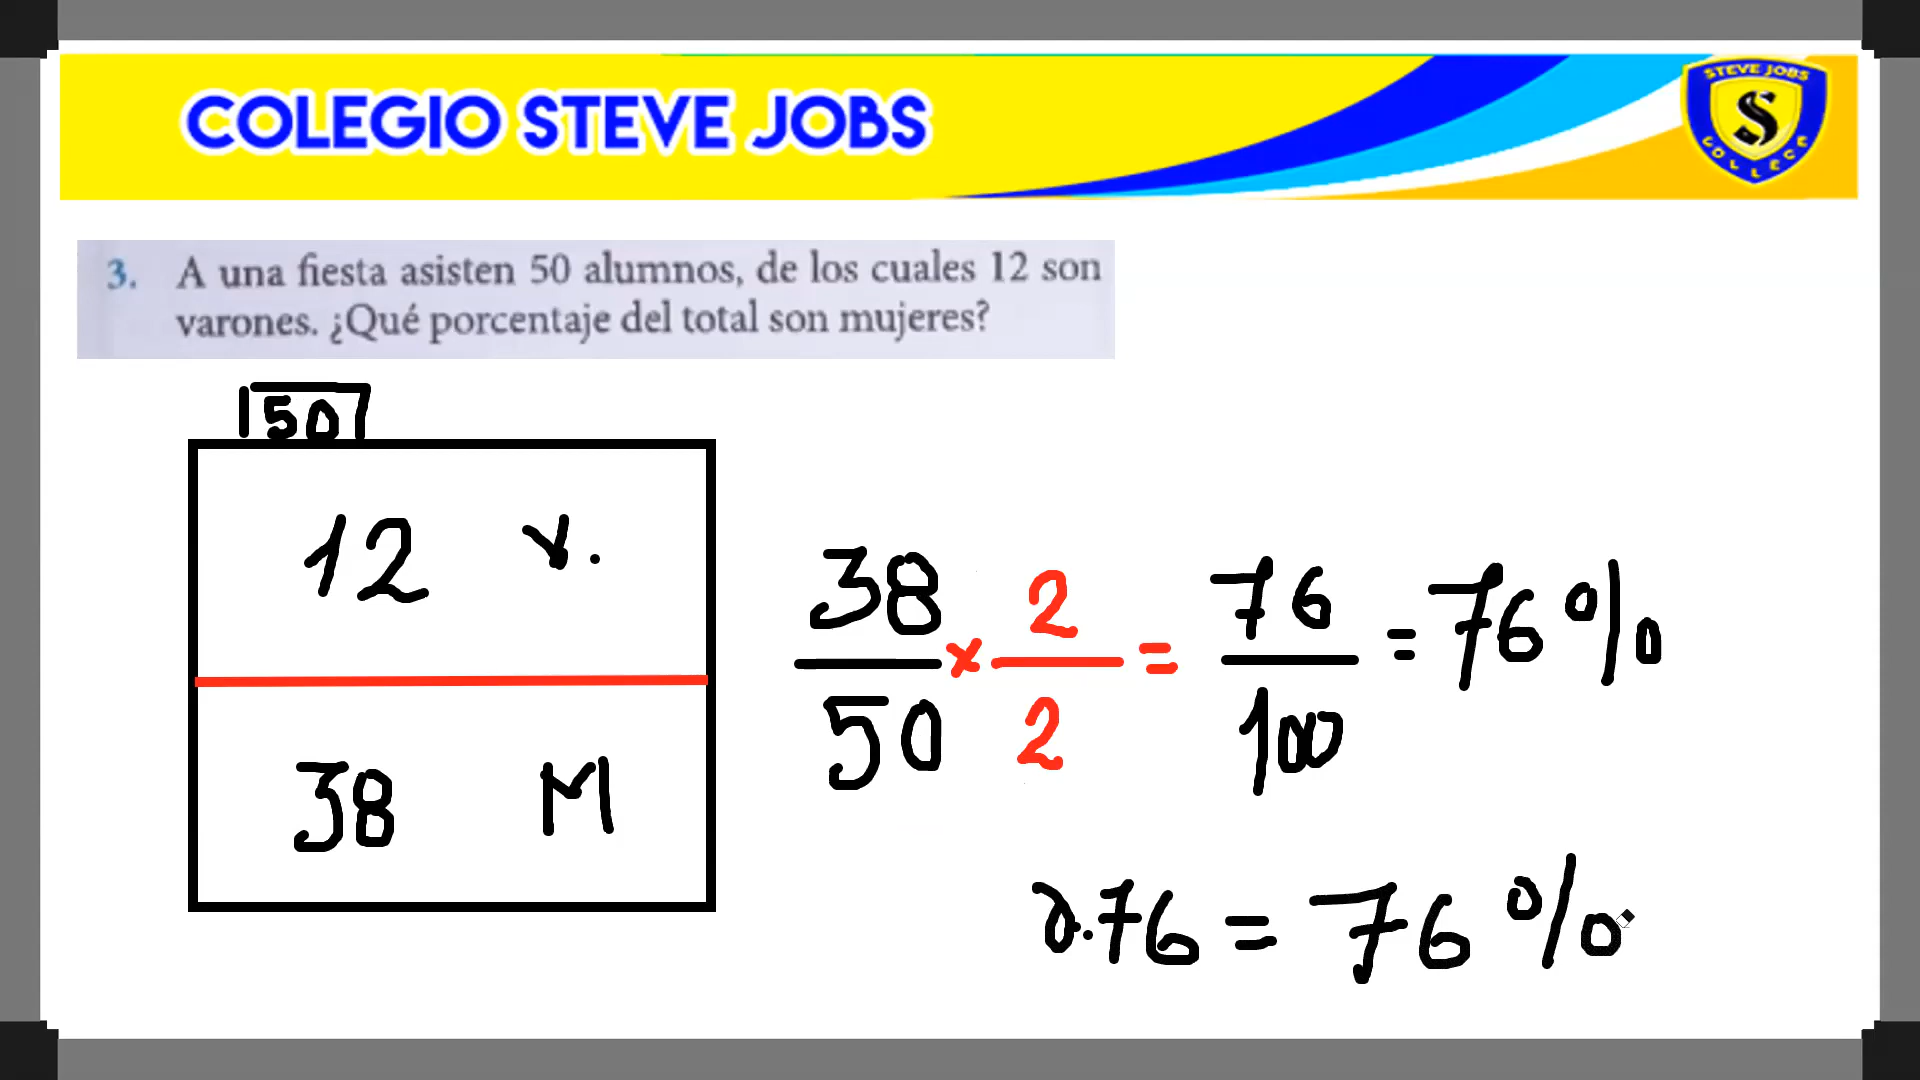 COLEGIO STEVE JOBS
STEVE JOBS
S
COLLEGE
3. A una fiesta asisten 50 alumnos, de los cuales 12 son
varones. ¿Qué porcentaje del total son mujeres?
50
12 v.
38 M
38/50 × 2/2 = 76/100 = 76%
0.76 = 76%